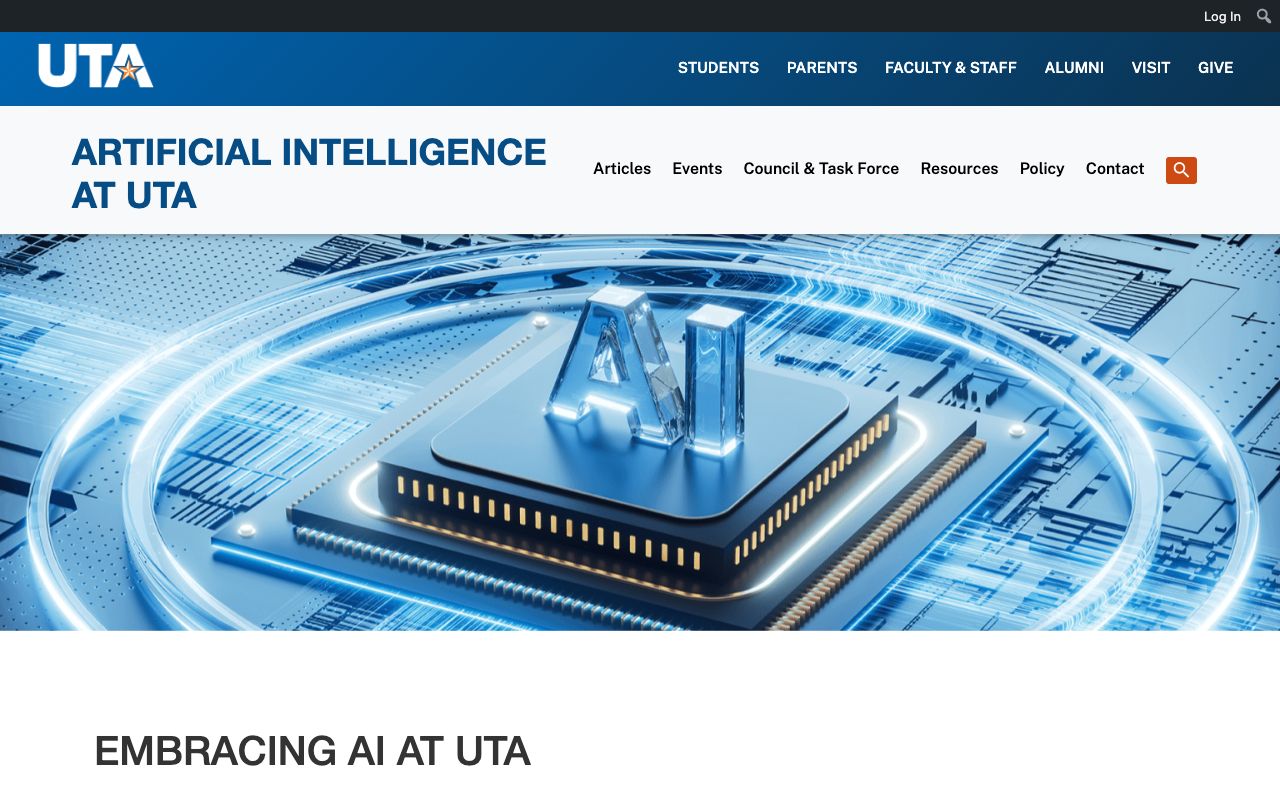 Log In
UTA
STUDENTS PARENTS FACULTY & STAFF ALUMNI VISIT GIVE
ARTIFICIAL INTELLIGENCE
AT UTA
Articles Events Council & Task Force Resources Policy Contact
AI
EMBRACING AI AT UTA